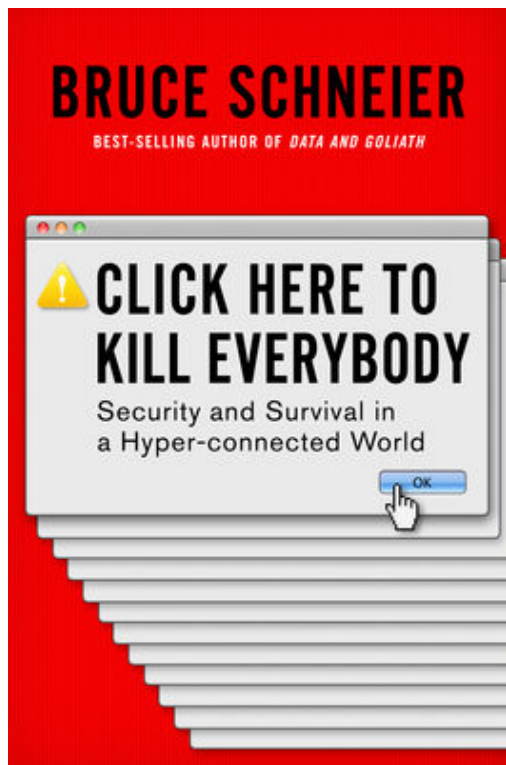 BRUCE SCHNEIER
BEST-SELLING AUTHOR OF DATA AND GOLIATH
CLICK HERE TO
KILL EVERYBODY
Security and Survival in
a Hyper-connected World
OK